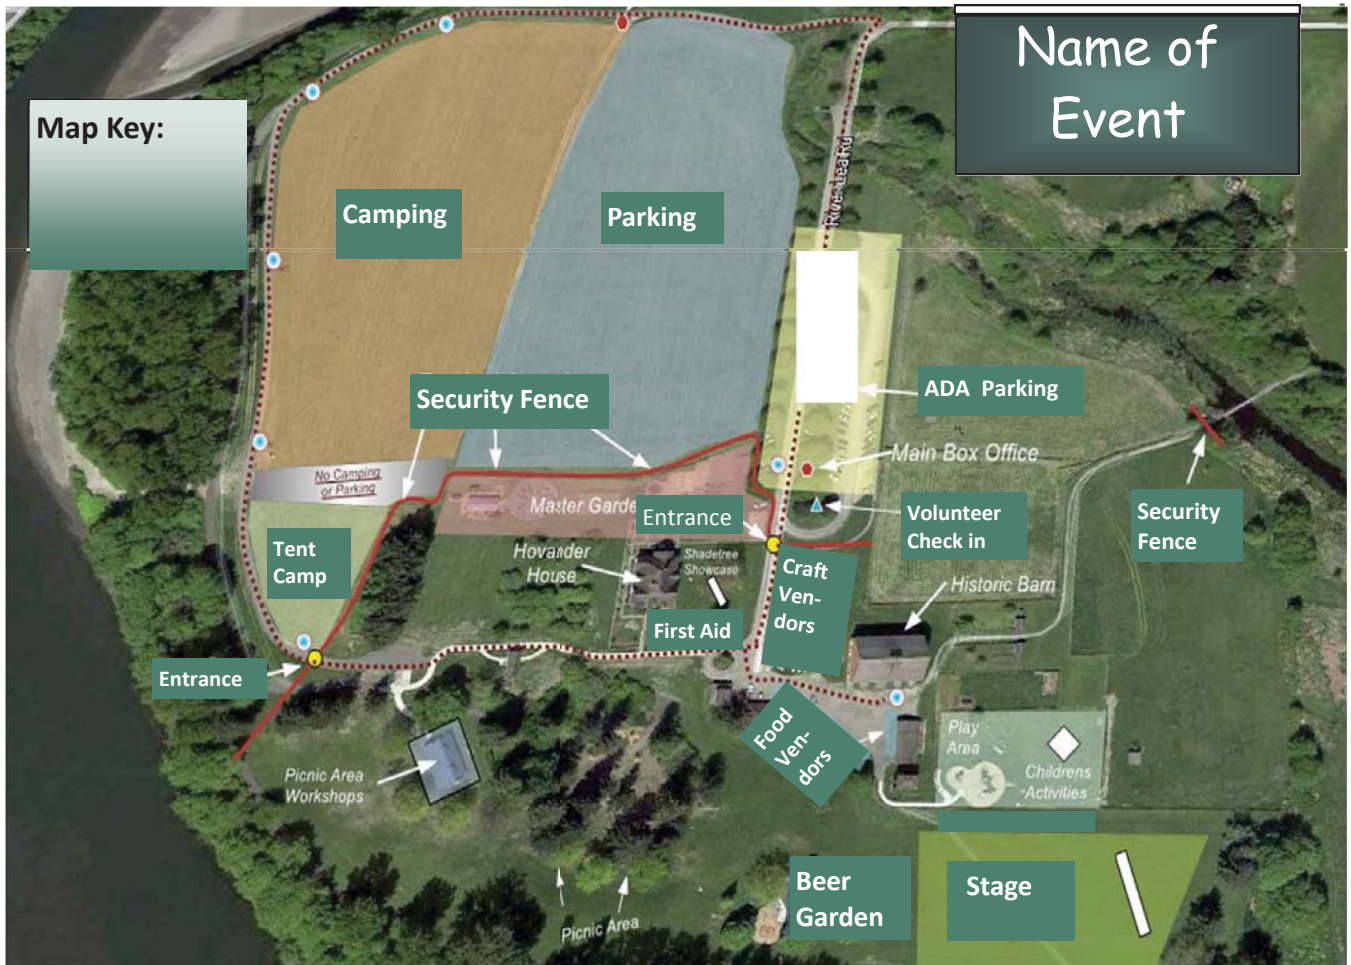 Name of
Event
Map Key:
Camping
Parking
River Lea Rd
Security Fence
ADA  Parking
No Camping
or Parking
Main Box Office
Master Garde
Entrance
Volunteer
Check in
Security
Fence
Tent
Camp
Hovander
House
Shadetree
Showcase
Craft
Ven-
dors
Historic Barn
First Aid
Entrance
Food
Ven-
dors
Play
Area
Childrens
Activities
Picnic Area
Workshops
Beer
Garden
Stage
Picnic Area